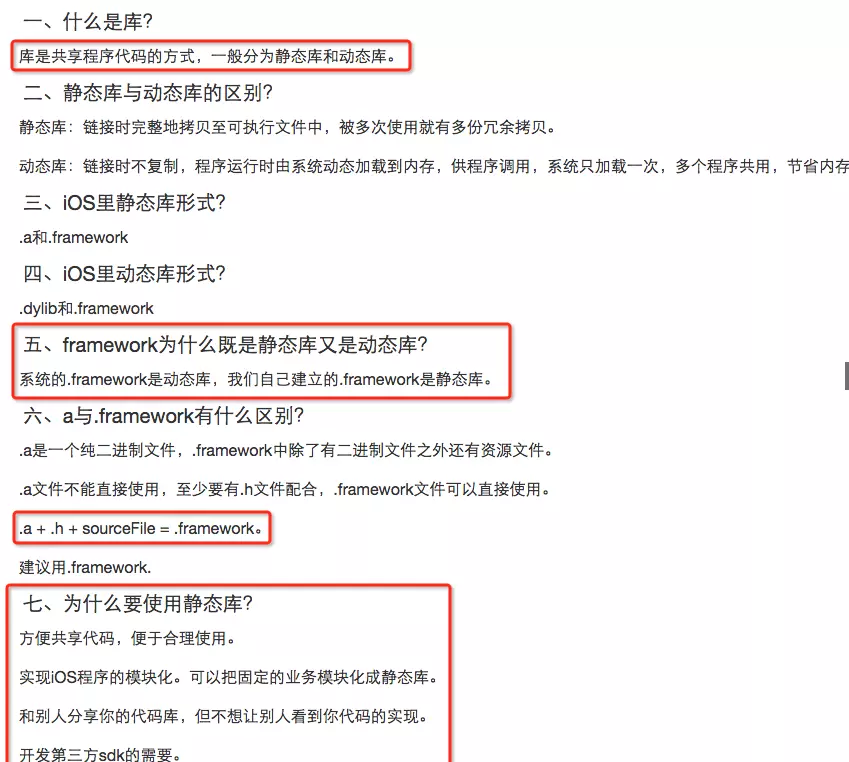 一、什么是库?
库是共享程序代码的方式，一般分为静态库和动态库。
二、静态库与动态库的区别?
静态库：链接时完整地拷贝至可执行文件中，被多次使用就有多份冗余拷贝。
动态库：链接时不复制，程序运行时由系统动态加载到内存，供程序调用，系统只加载一次，多个程序共用，节省内存
三、iOS里静态库形式?
.a和.framework
四、iOS里动态库形式?
.dylib和.framework
五、framework为什么既是静态库又是动态库?
系统的.framework是动态库，我们自己建立的.framework是静态库。
六、a与.framework有什么区别?
.a是一个纯二进制文件，.framework中除了有二进制文件之外还有资源文件。
.a文件不能直接使用，至少要有.h文件配合，.framework文件可以直接使用。
.a + .h + sourceFile = .framework。
建议用.framework.
七、为什么要使用静态库?
方便共享代码，便于合理使用。
实现iOS程序的模块化。可以把固定的业务模块化成静态库。
和别人分享你的代码库，但不想让别人看到你代码的实现。
开发第三方sdk的需要。